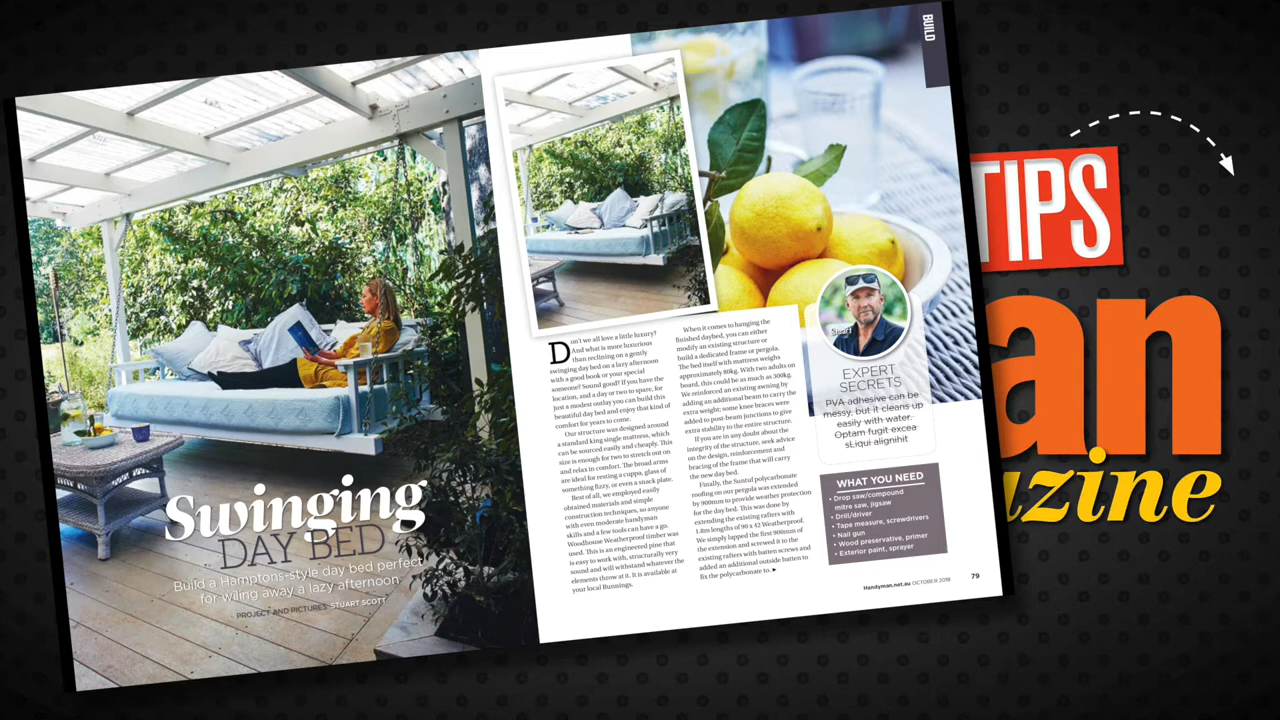 BUILD
TIPS
an
azine
Swinging
DAY BED
Build a Hamptons-style day bed perfect
for wiling away a lazy afternoon
PROJECT AND PICTURES STUART SCOTT
Don't we all love a little luxury?
And what is more luxurious
than reclining on a gently
swinging day bed on a lazy afternoon
with a good book or your special
someone? Sound good? If you have the
location, and a day or two to spare, for
just a modest outlay you can build this
beautiful day bed and enjoy that kind of
comfort for years to come.
Our structure was designed around
a standard king single mattress, which
can be sourced easily and cheaply. This
size is enough for two to stretch out on
and relax in comfort. The broad arms
are ideal for resting a cuppa, glass of
something fizzy, or even a snack plate.
Best of all, we employed easily
obtained materials and simple
construction techniques, so anyone
with even moderate handyman
skills and a few tools can have a go.
Woodhouse Weatherproof timber was
used. This is an engineered pine that
is easy to work with, structurally very
sound and will withstand whatever the
elements throw at it. It is available at
your local Bunnings.
When it comes to hanging the
finished daybed, you can either
modify an existing structure or
build a dedicated frame or pergola.
The bed itself with mattress weighs
approximately 80kg. With two adults on
board, this could be as much as 300kg.
We reinforced an existing awning by
adding an additional beam to carry the
extra weight; some knee braces were
added to post-beam junctions to give
extra stability to the entire structure.
If you are in any doubt about the
integrity of the structure, seek advice
on the design, reinforcement and
bracing of the frame that will carry
the new day bed.
Finally, the Suntuf polycarbonate
roofing on our pergola was extended
by 900mm to provide weather protection
for the day bed. This was done by
extending the existing rafters with
1.8m lengths of 90 x 42 Weatherproof.
We simply lapped the first 900mm of
the extension and screwed it to the
existing rafters with batten screws and
added an additional outside batten to
fix the polycarbonate to. ▶
Stuart
EXPERT
SECRETS
PVA adhesive can be
messy, but it cleans up
easily with water.
Optam fugit excea
sLiqui alignihit
WHAT YOU NEED
• Drop saw/compound
mitre saw, jigsaw
• Drill/driver
• Tape measure, screwdrivers
• Nail gun
• Wood preservative, primer
• Exterior paint, sprayer
Handyman.net.au OCTOBER 2018 79